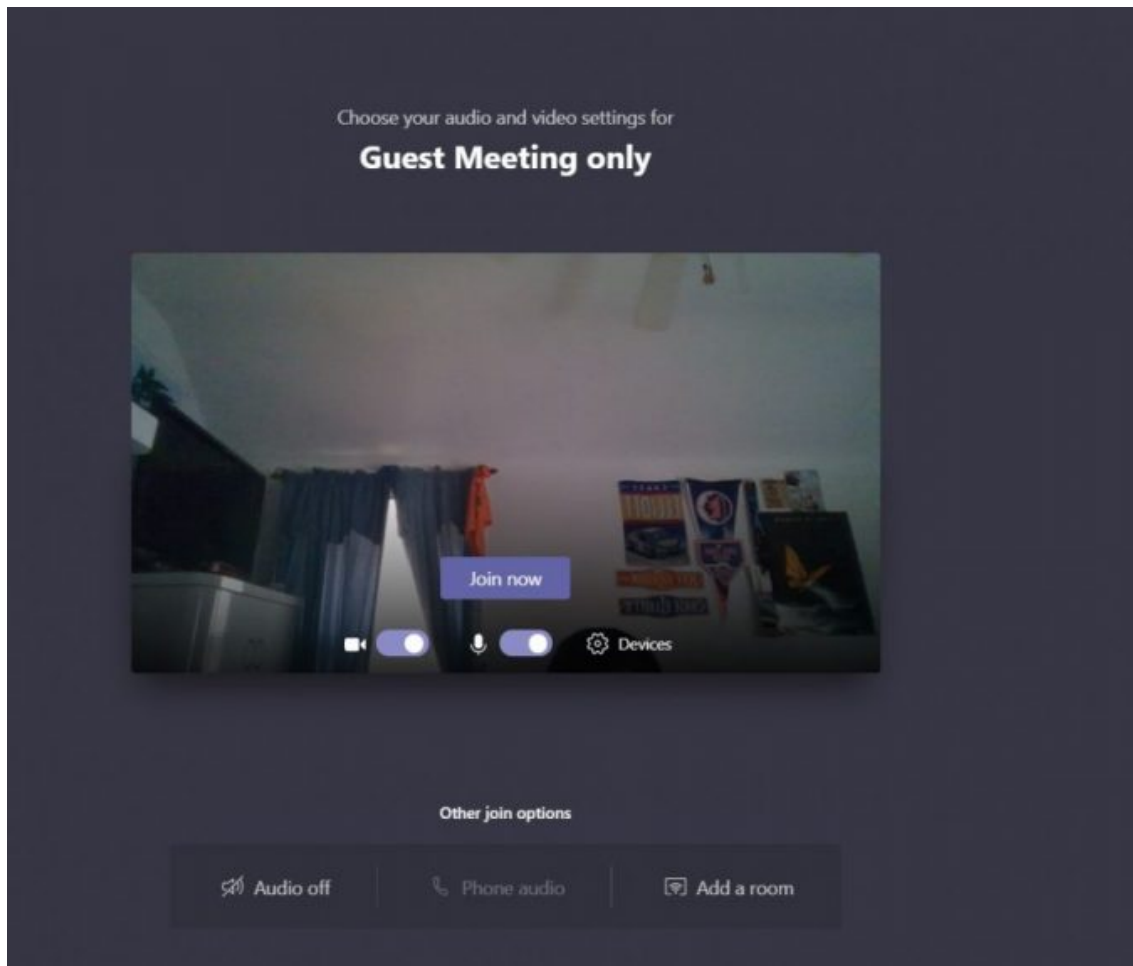 Choose your audio and video settings for
Guest Meeting only
Join now
Devices
Other join options
Audio off
Phone audio
Add a room